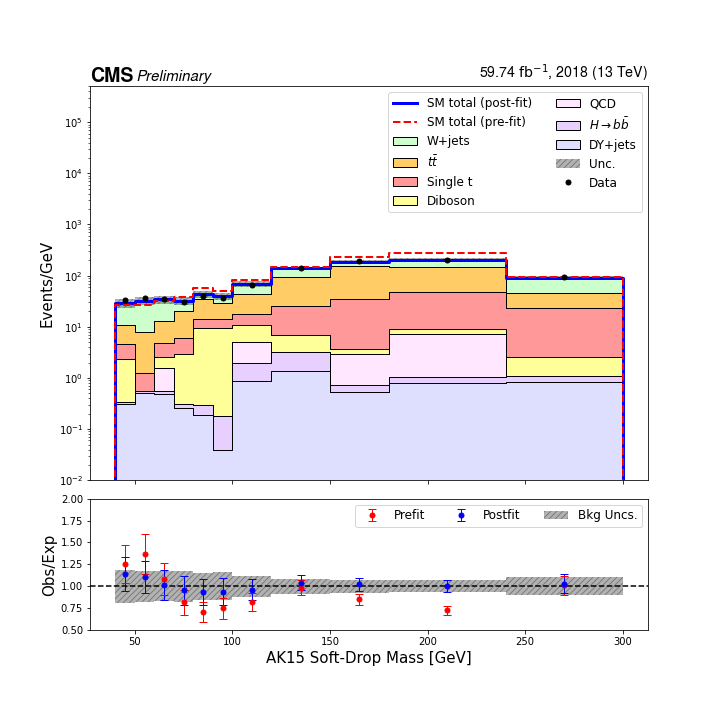 CMS Preliminary 59.74 fb⁻¹, 2018 (13 TeV)
SM total (post-fit)
SM total (pre-fit)
W+jets
tt̄
Single t
Diboson
QCD
H→bb̄
DY+jets
Unc.
Data
Events/GeV
10⁵
10⁴
10³
10²
10¹
10⁰
10⁻¹
10⁻²
Prefit Postfit Bkg Uncs.
Obs/Exp
2.00
1.75
1.50
1.25
1.00
0.75
0.50
50 100 150 200 250 300
AK15 Soft-Drop Mass [GeV]